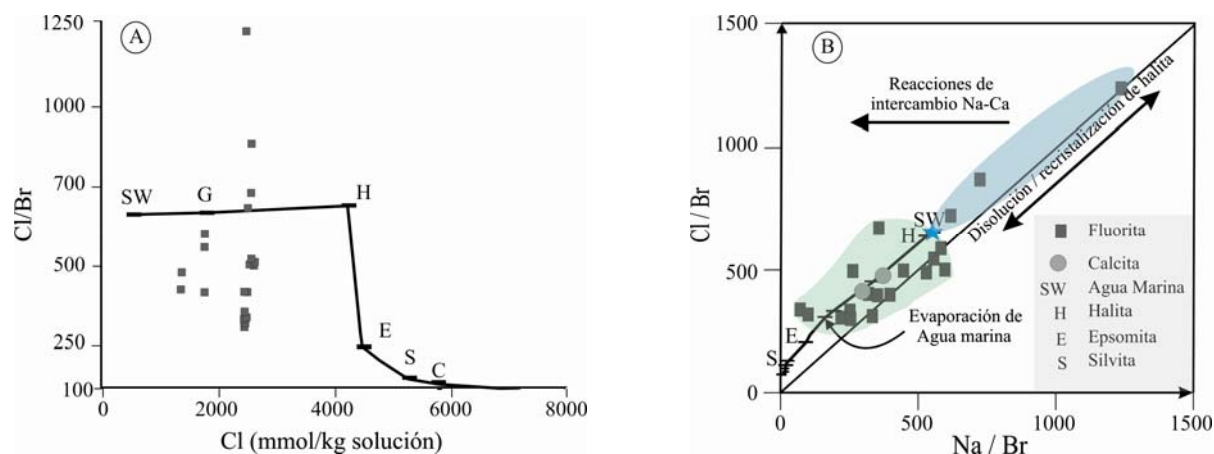 A
1250
1000
700
500
250
100
Cl/Br
SW
G
H
E
S
C
0
2000
4000
6000
8000
Cl (mmol/kg solución)
B
1500
1000
500
0
Cl / Br
Reacciones de
intercambio Na-Ca
Disolución / recristalización de halita
SW
H
E
S
Evaporación de
Agua marina
Fluorita
Calcita
SW Agua Marina
H Halita
E Epsomita
S Silvita
0
500
1000
1500
Na / Br